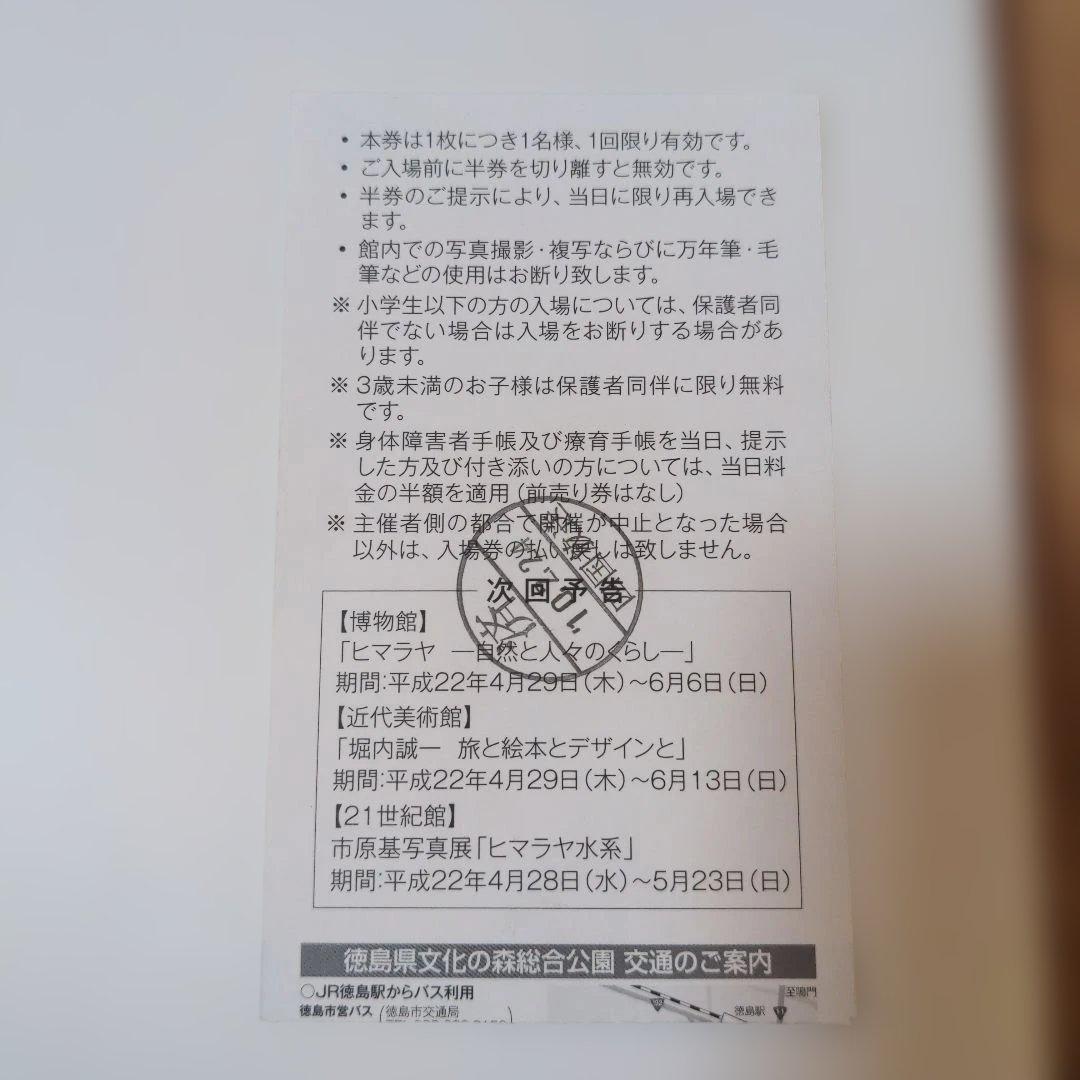 • 本券は1枚につき1名様、1回限り有効です。
• ご入場前に半券を切り離すと無効です。
• 半券のご提示により、当日に限り再入場でき
ます。
• 館内での写真撮影・複写ならびに万年筆・毛
筆などの使用はお断り致します。
※ 小学生以下の方の入場については、保護者同
伴でない場合は入場をお断りする場合があ
ります。
※ 3歳未満のお子様は保護者同伴に限り無料
です。
※ 身体障害者手帳及び療育手帳を当日、提示
した方及び付き添いの方については、当日料
金の半額を適用(前売り券はなし)
※ 主催者側の都合で開催が中止となった場合
以外は、入場券の払い戻しは致しません。
次回予告
【博物館】
「ヒマラヤ ―自然と人々のくらし―」
期間:平成22年4月29日(木)～6月6日(日)
【近代美術館】
「堀内誠一 旅と絵本とデザインと」
期間:平成22年4月29日(木)～6月13日(日)
【21世紀館】
市原基写真展「ヒマラヤ水系」
期間:平成22年4月28日(水)～5月23日(日)
徳島県文化の森総合公園 交通のご案内
○JR徳島駅からバス利用
徳島市営バス(徳島市交通局)
徳島駅
至鳴門